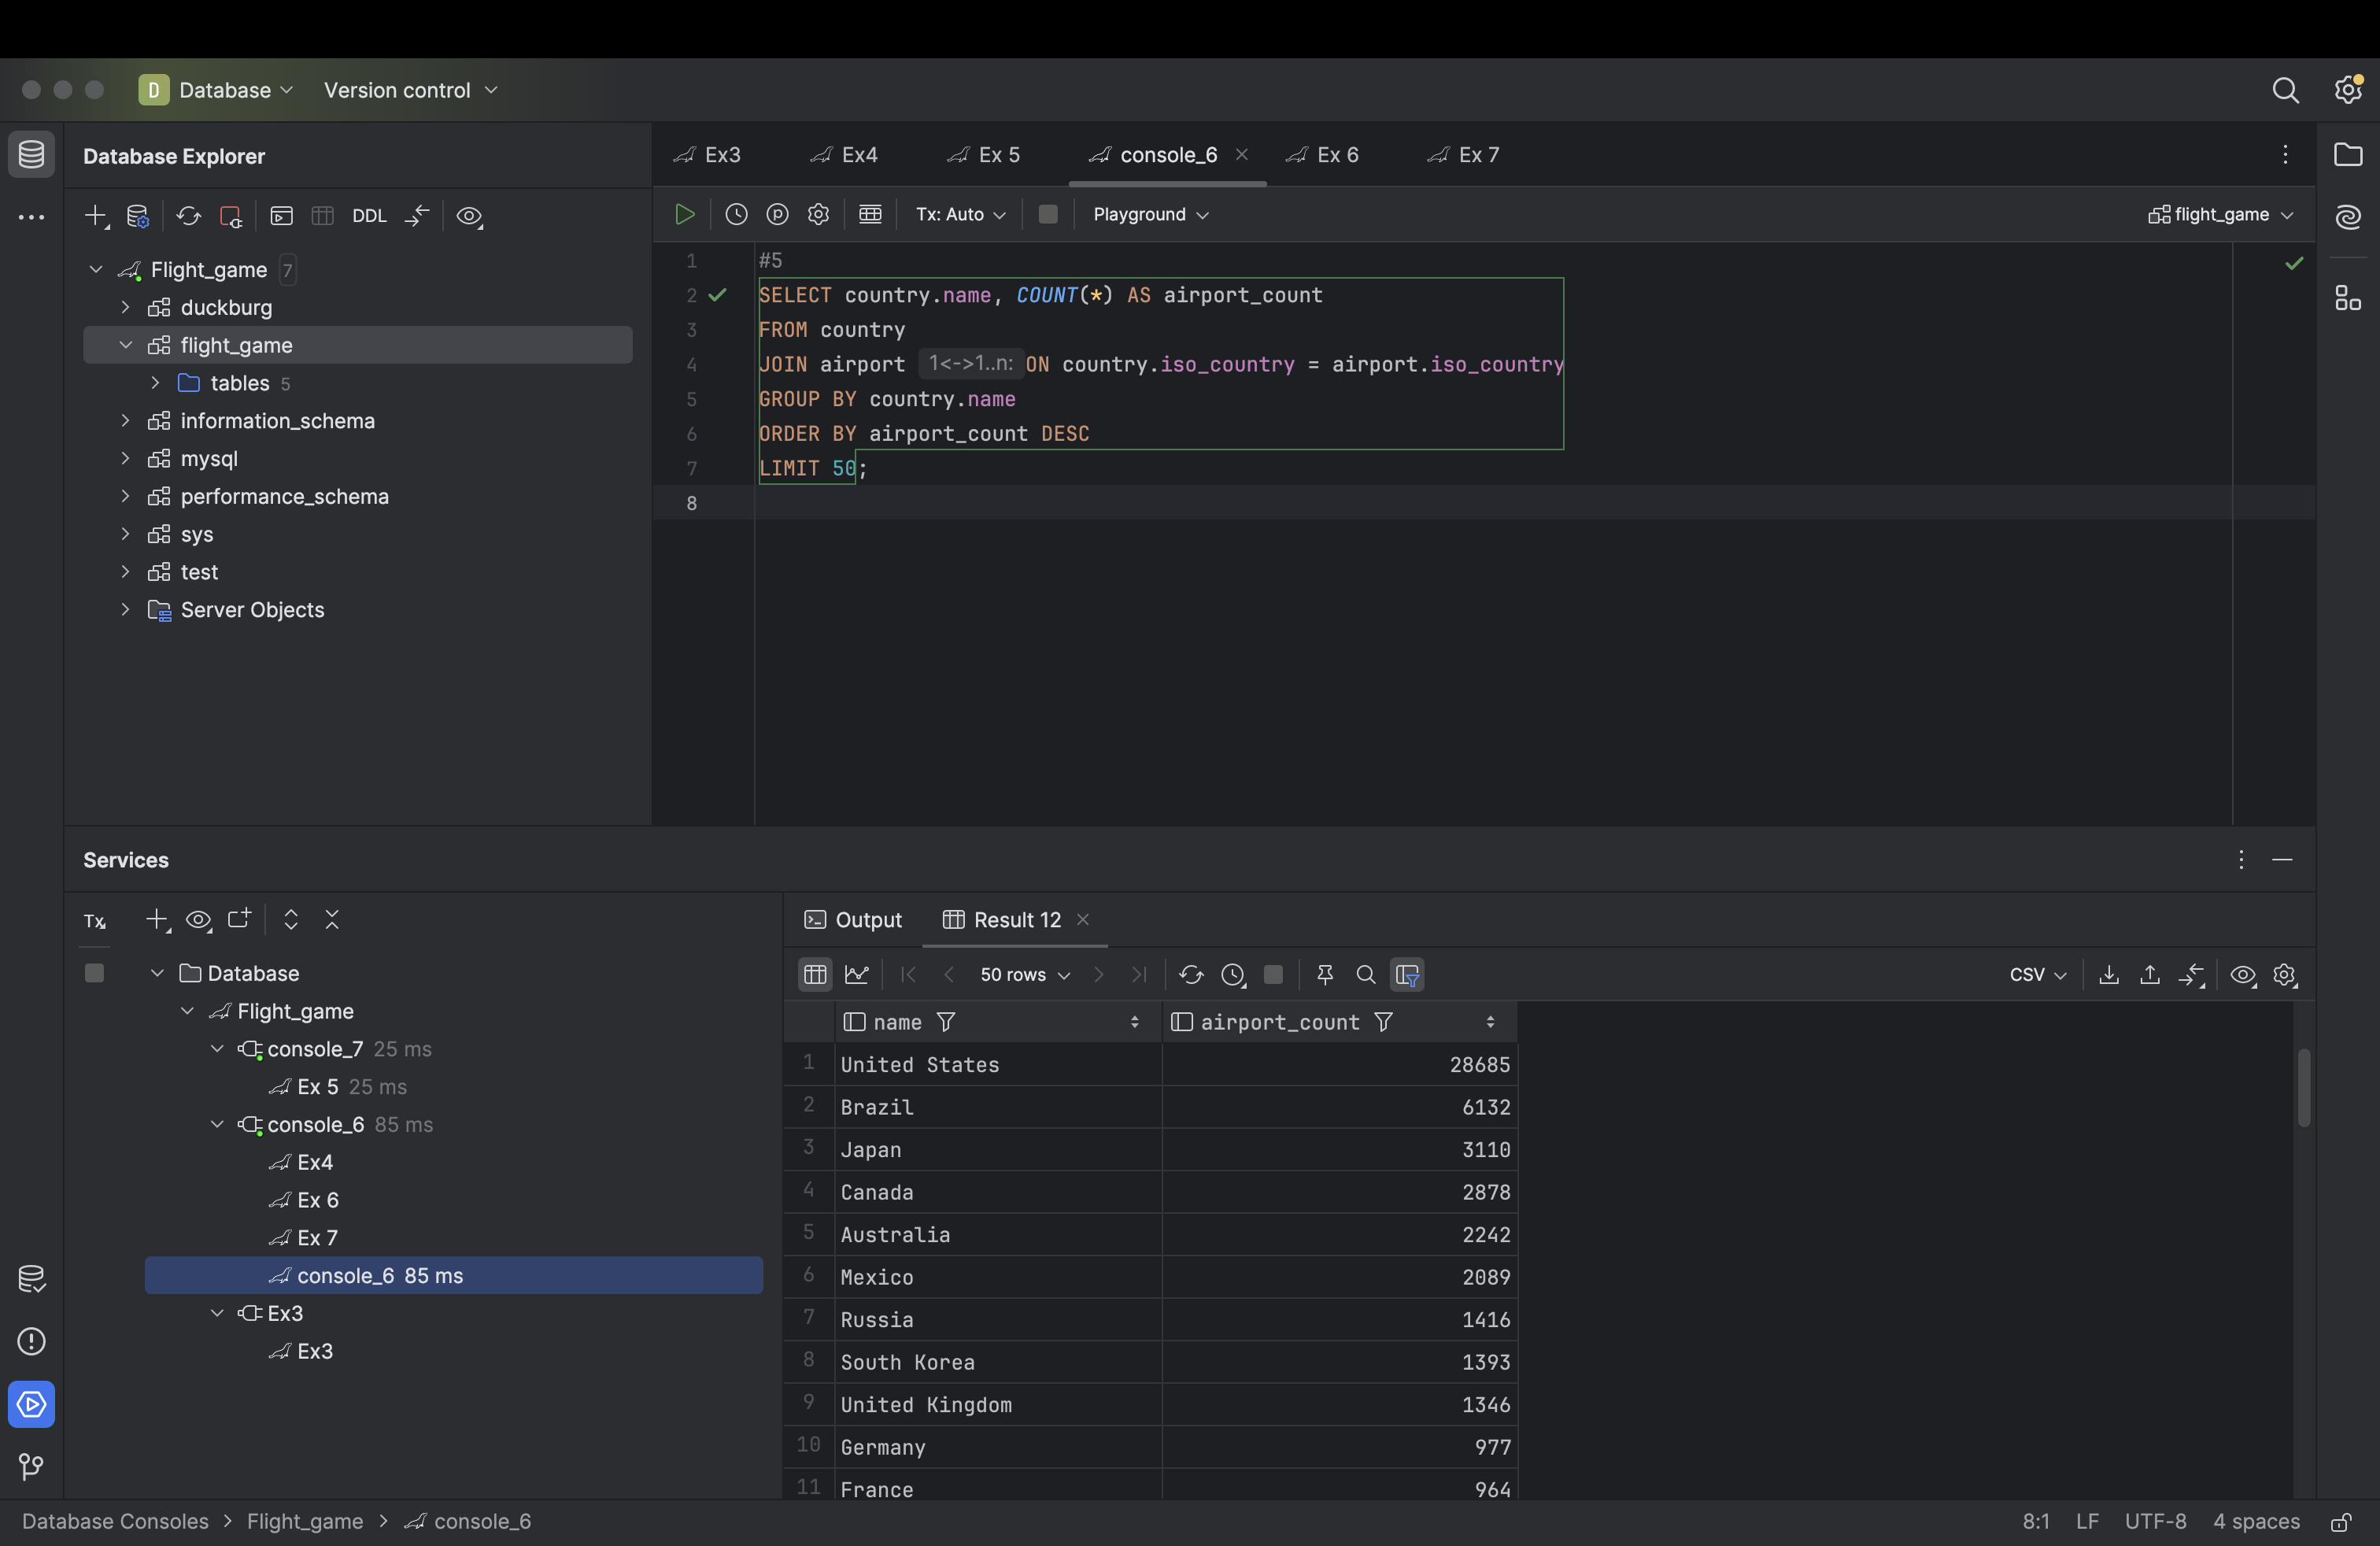 D Database Version control
Database Explorer
DDL
Flight_game 7
duckburg
flight_game
tables 5
information_schema
mysql
performance_schema
sys
test
Server Objects
Ex3 Ex4 Ex 5 console_6 Ex 6 Ex 7
Tx: Auto Playground flight_game
1 #5
2 SELECT country.name, COUNT(*) AS airport_count
3 FROM country
4 JOIN airport 1<->1..n: ON country.iso_country = airport.iso_country
5 GROUP BY country.name
6 ORDER BY airport_count DESC
7 LIMIT 50;
8
Services
Tx
Database
Flight_game
console_7 25 ms
Ex 5 25 ms
console_6 85 ms
Ex4
Ex 6
Ex 7
console_6 85 ms
Ex3
Ex3
Output Result 12
50 rows CSV
name airport_count
1 United States 28685
2 Brazil 6132
3 Japan 3110
4 Canada 2878
5 Australia 2242
6 Mexico 2089
7 Russia 1416
8 South Korea 1393
9 United Kingdom 1346
10 Germany 977
11 France 964
Database Consoles > Flight_game > console_6
8:1 LF UTF-8 4 spaces